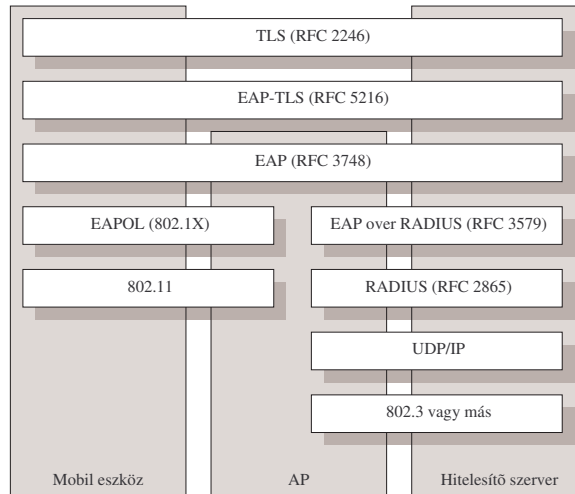 TLS (RFC 2246)
EAP-TLS (RFC 5216)
EAP (RFC 3748)
EAPOL (802.1X)
EAP over RADIUS (RFC 3579)
802.11
RADIUS (RFC 2865)
UDP/IP
802.3 vagy más
Mobil eszköz
AP
Hitelesítõ szerver